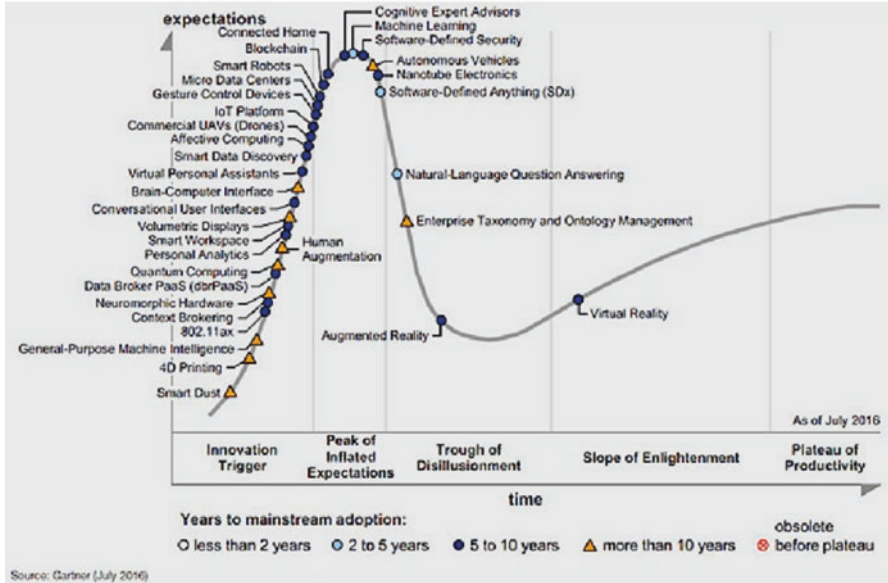 expectations
Cognitive Expert Advisors
Connected Home
Machine Learning
Blockchain
Software-Defined Security
Smart Robots
Autonomous Vehicles
Micro Data Centers
Nanotube Electronics
Gesture Control Devices
Software-Defined Anything (SDx)
IoT Platform
Commercial UAVs (Drones)
Affective Computing
Smart Data Discovery
Virtual Personal Assistants
Natural-Language Question Answering
Brain-Computer Interface
Conversational User Interfaces
Volumetric Displays
Enterprise Taxonomy and Ontology Management
Smart Workspace
Personal Analytics
Human
Augmentation
Quantum Computing
Data Broker PaaS (dbrPaaS)
Neuromorphic Hardware
Context Brokering
802.11ax
General-Purpose Machine Intelligence
4D Printing
Smart Dust
Augmented Reality
Virtual Reality
As of July 2016
Innovation
Trigger
Peak of
Inflated
Expectations
Trough of
Disillusionment
Slope of Enlightenment
Plateau of
Productivity
time
Years to mainstream adoption:
less than 2 years
2 to 5 years
5 to 10 years
more than 10 years
obsolete
before plateau
Source: Gartner (July 2016)